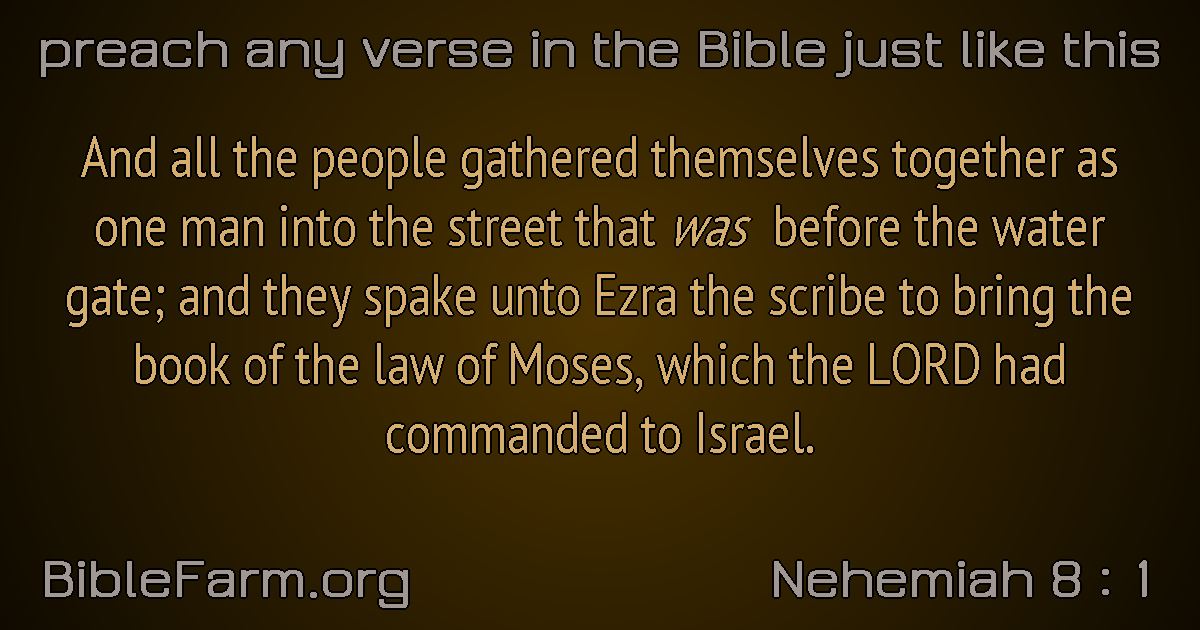 preach any verse in the Bible just like this
And all the people gathered themselves together as
one man into the street that was before the water
gate; and they spake unto Ezra the scribe to bring the
book of the law of Moses, which the LORD had
commanded to Israel.
BibleFarm.org
Nehemiah 8 : 1